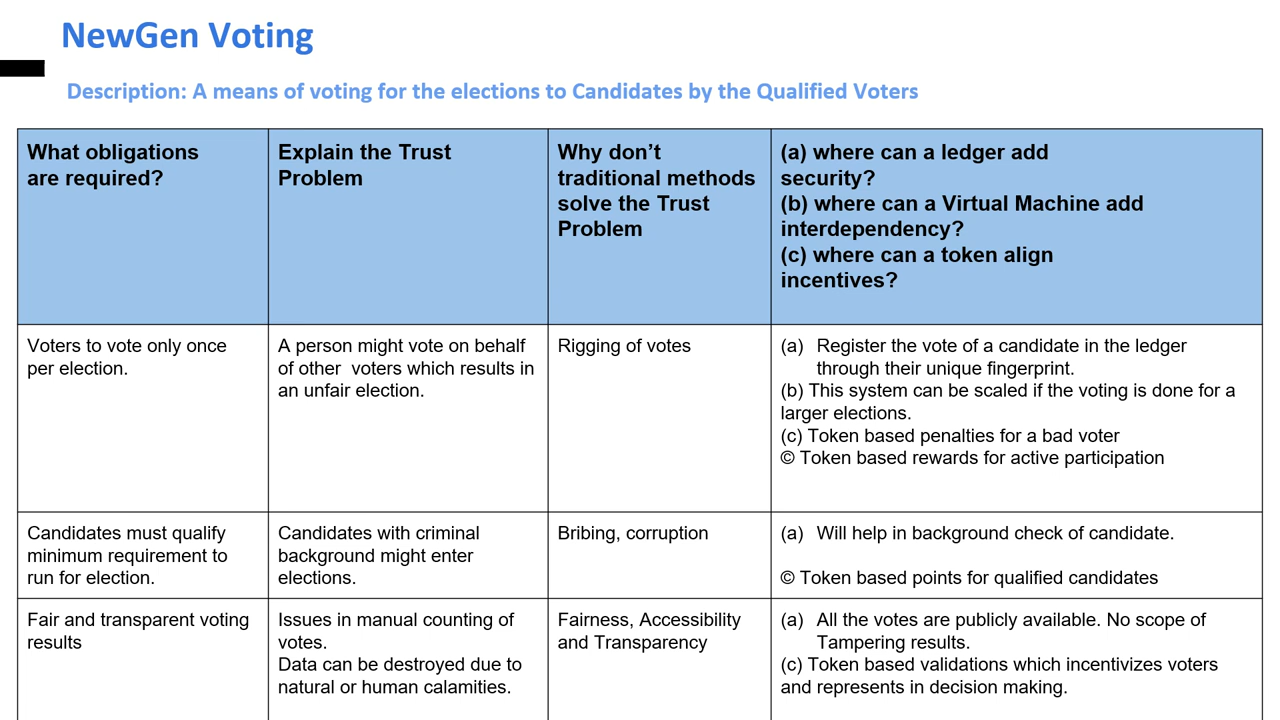 NewGen Voting
Description: A means of voting for the elections to Candidates by the Qualified Voters
What obligations
are required?
Explain the Trust
Problem
Why don’t
traditional methods
solve the Trust
Problem
(a) where can a ledger add
security?
(b) where can a Virtual Machine add
interdependency?
(c) where can a token align
incentives?
Voters to vote only once
per election.
A person might vote on behalf
of other  voters which results in
an unfair election.
Rigging of votes
(a) Register the vote of a candidate in the ledger
through their unique fingerprint.
(b) This system can be scaled if the voting is done for a
larger elections.
(c) Token based penalties for a bad voter
© Token based rewards for active participation
Candidates must qualify
minimum requirement to
run for election.
Candidates with criminal
background might enter
elections.
Bribing, corruption
(a) Will help in background check of candidate.
© Token based points for qualified candidates
Fair and transparent voting
results
Issues in manual counting of
votes.
Data can be destroyed due to
natural or human calamities.
Fairness, Accessibility
and Transparency
(a) All the votes are publicly available. No scope of
Tampering results.
(c) Token based validations which incentivizes voters
and represents in decision making.